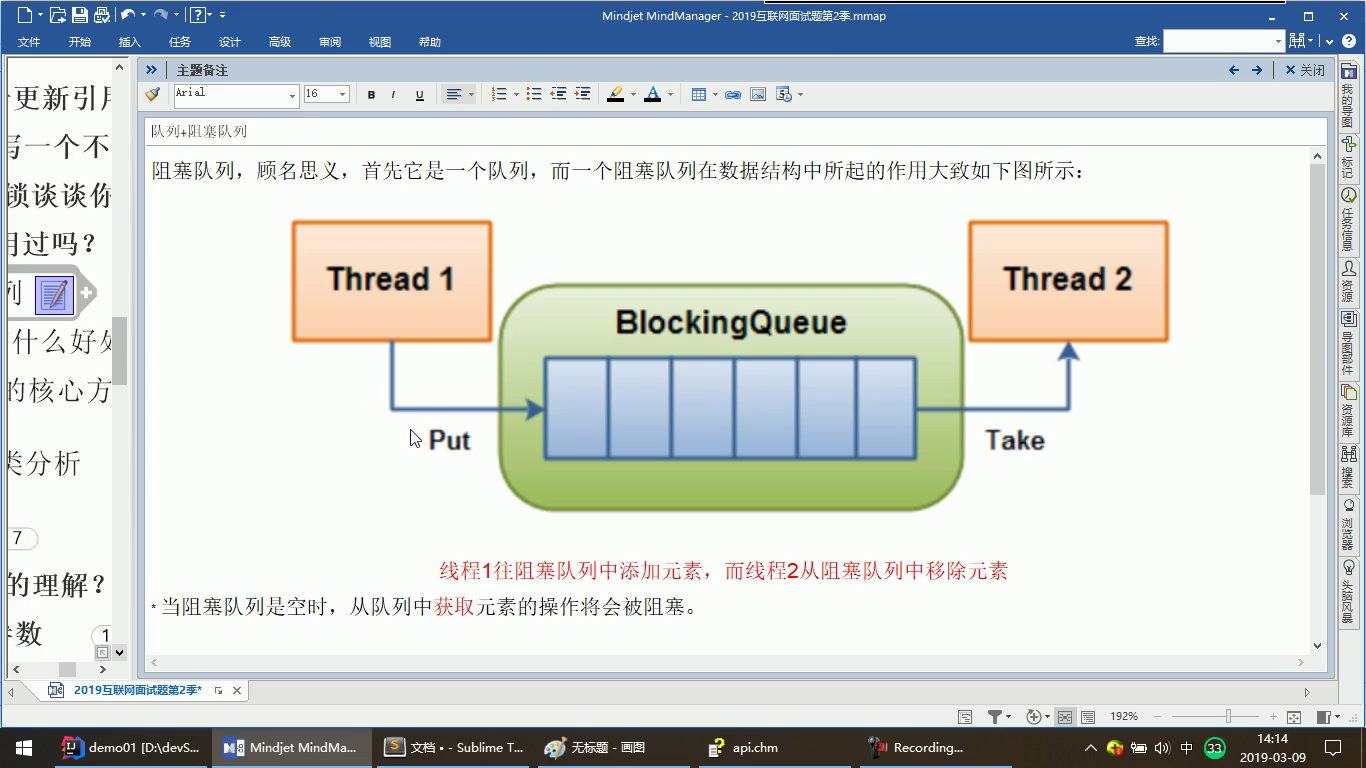 Mindjet MindManager - 2019互联网面试题第2季.mmap
文件 开始 插入 任务 设计 高级 审阅 视图 帮助
查找:
主题备注
关闭
Arial 16 B I U A
队列+阻塞队列
阻塞队列，顾名思义，首先它是一个队列，而一个阻塞队列在数据结构中所起的作用大致如下图所示：
Thread 1
Thread 2
BlockingQueue
Put
Take
线程1往阻塞队列中添加元素，而线程2从阻塞队列中移除元素
* 当阻塞队列是空时，从队列中获取元素的操作将会被阻塞。
更新引用
写一个不
锁谈谈你
用过吗？
列
什么好处
的核心方
类分析
7
的理解？
参数
1
我的导图
标记
任务信息
资源
导图部件
资源库
搜索
浏览器
头脑风暴
2019互联网面试题第2季*
192%
demo01 [D:\devS...
Mindjet MindMa...
文档 • - Sublime T...
无标题 - 画图
api.chm
Recording...
中
33
14:14
2019-03-09